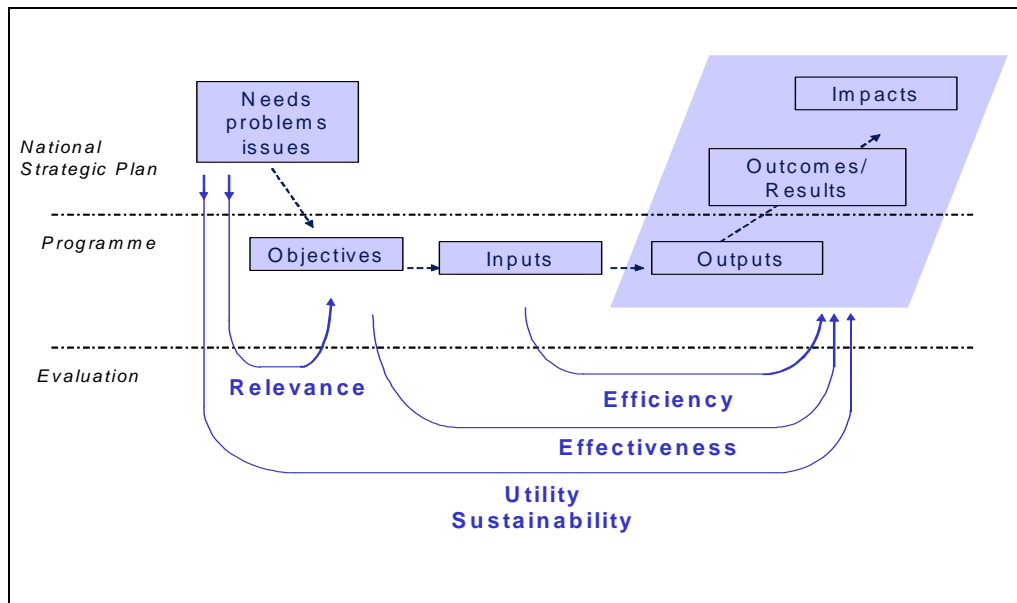 Needs
problems
issues
Impacts
National
Strategic Plan
Outcomes/
Results
Programme
Objectives
Inputs
Outputs
Evaluation
Relevance
Efficiency
Effectiveness
Utility
Sustainability